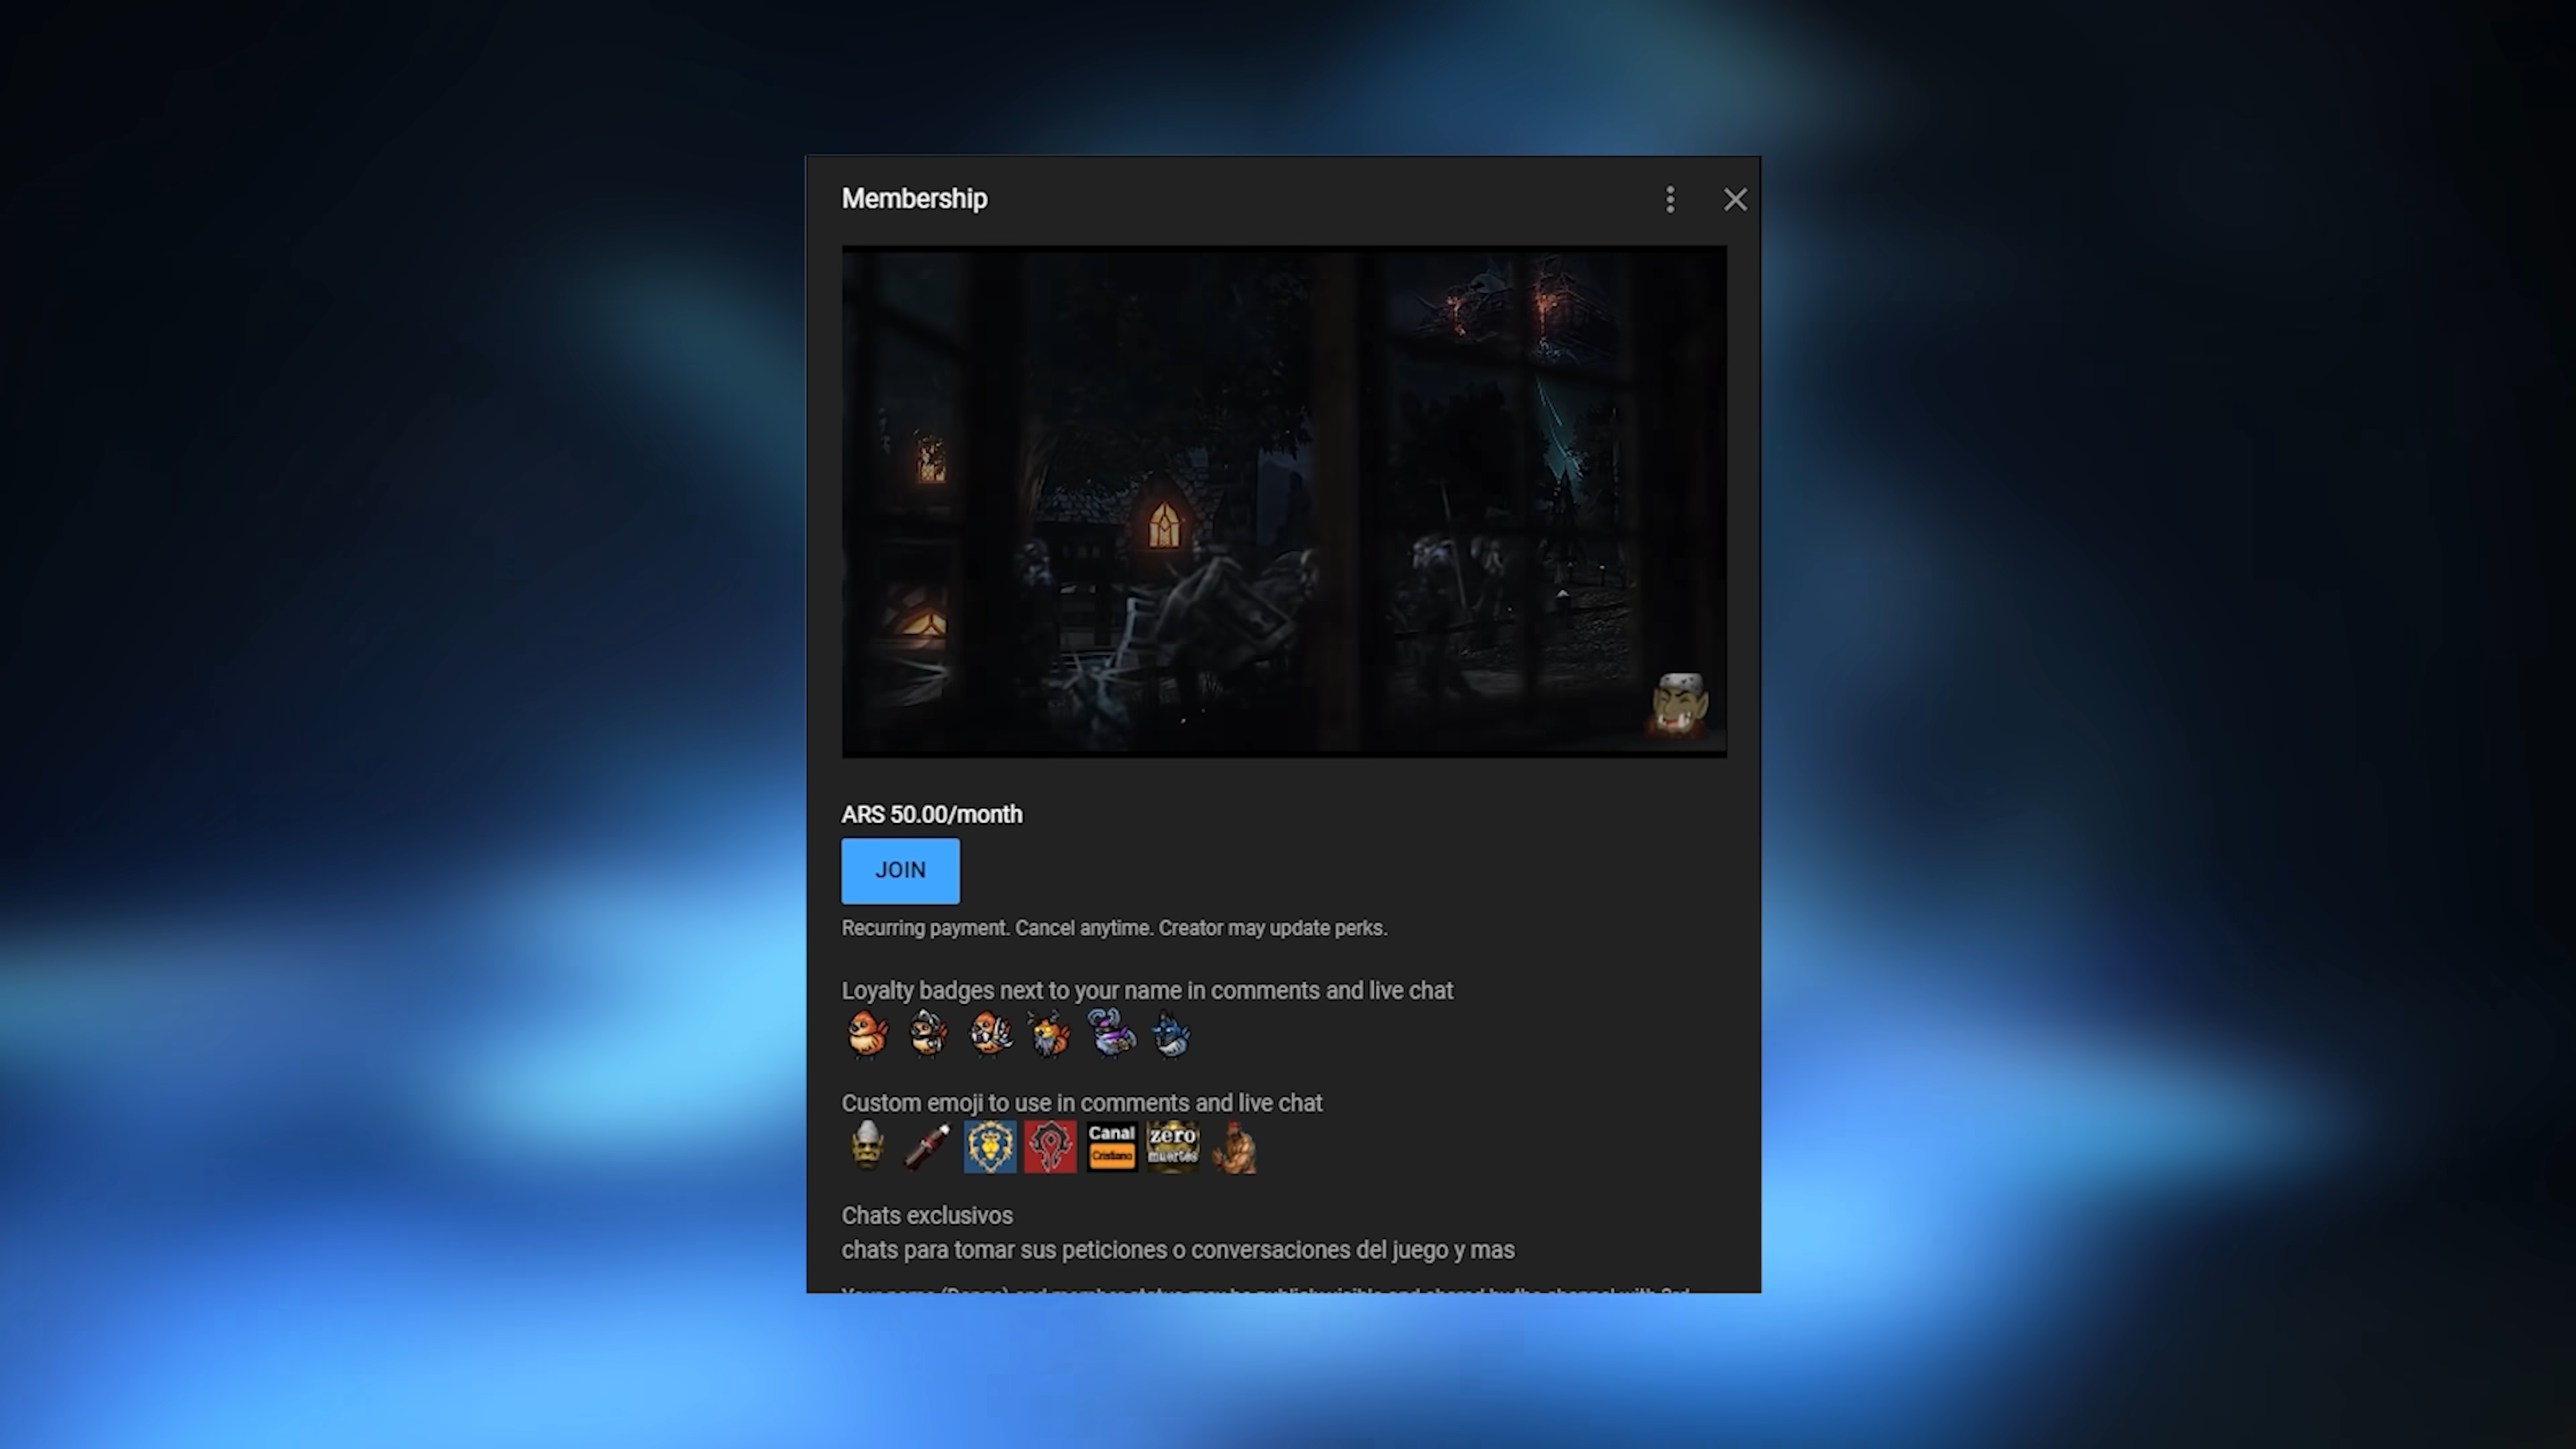 Membership
ARS 50.00/month
JOIN
Recurring payment. Cancel anytime. Creator may update perks.
Loyalty badges next to your name in comments and live chat
Custom emoji to use in comments and live chat
Canal
Cristiano
zero
muertes
Chats exclusivos
chats para tomar sus peticiones o conversaciones del juego y mas